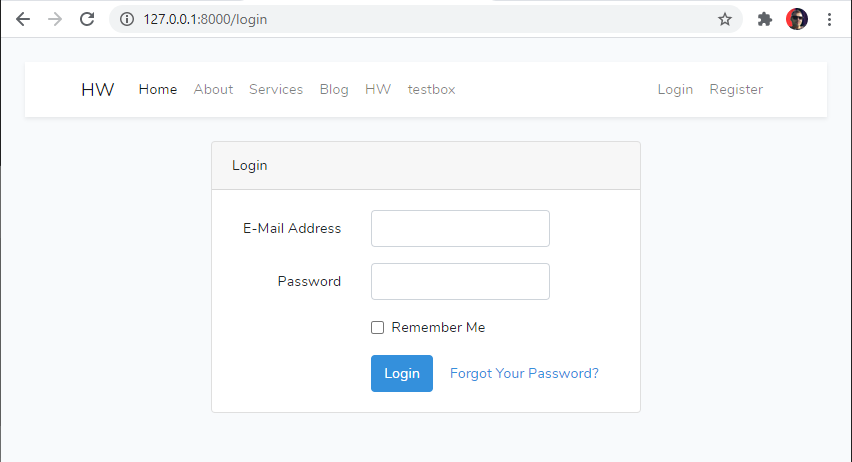 127.0.0.1:8000/login
HW Home About Services Blog HW testbox Login Register
Login
E-Mail Address
Password
Remember Me
Login Forgot Your Password?